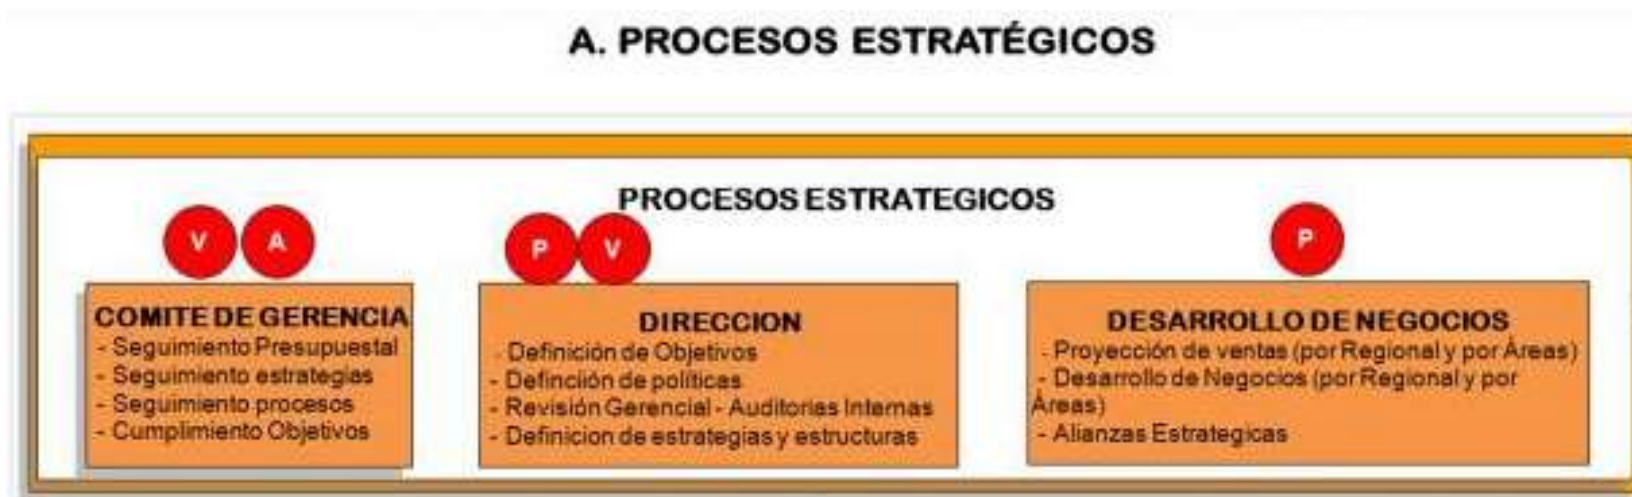 A. PROCESOS ESTRATÉGICOS
PROCESOS ESTRATEGICOS
V A
COMITE DE GERENCIA
- Seguimiento Presupuestal
- Seguimiento estrategias
- Seguimiento procesos
- Cumplimiento Objetivos
P V
DIRECCION
- Definición de Objetivos
- Definciión de políticas
- Revisión Gerencial - Auditorias Internas
- Definicion de estrategias y estructuras
P
DESARROLLO DE NEGOCIOS
- Proyección de ventas (por Regional y por Áreas)
- Desarrollo de Negocios (por Regional y por
Áreas)
- Alianzas Estrategicas